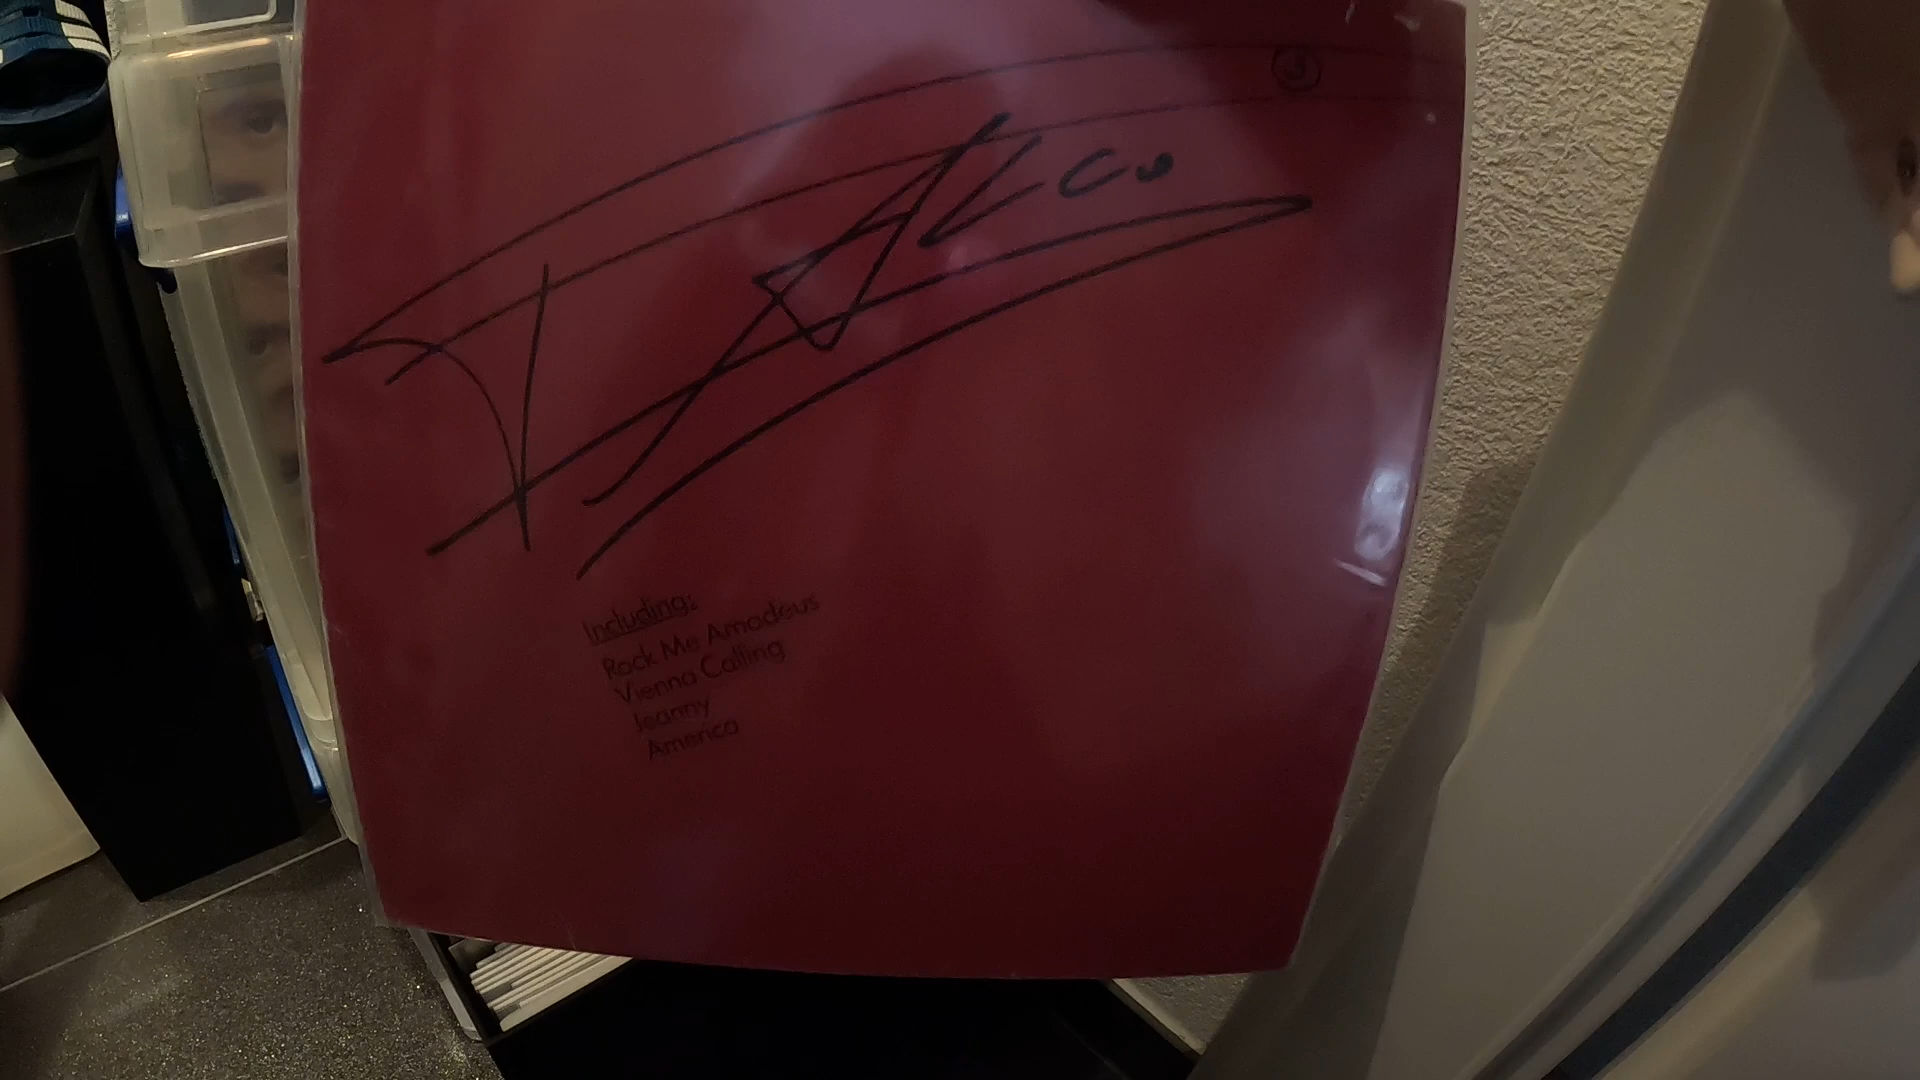 FALCO
Including:
Rock Me Amadeus
Vienna Calling
Jeanny
America